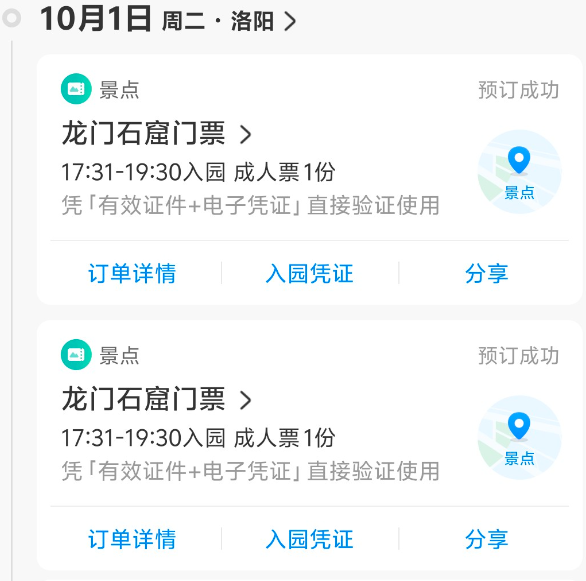 10月1日 周二·洛阳
景点 预订成功
龙门石窟门票
17:31-19:30入园 成人票1份
凭「有效证件+电子凭证」直接验证使用
景点
订单详情 入园凭证 分享
景点 预订成功
龙门石窟门票
17:31-19:30入园 成人票1份
凭「有效证件+电子凭证」直接验证使用
景点
订单详情 入园凭证 分享